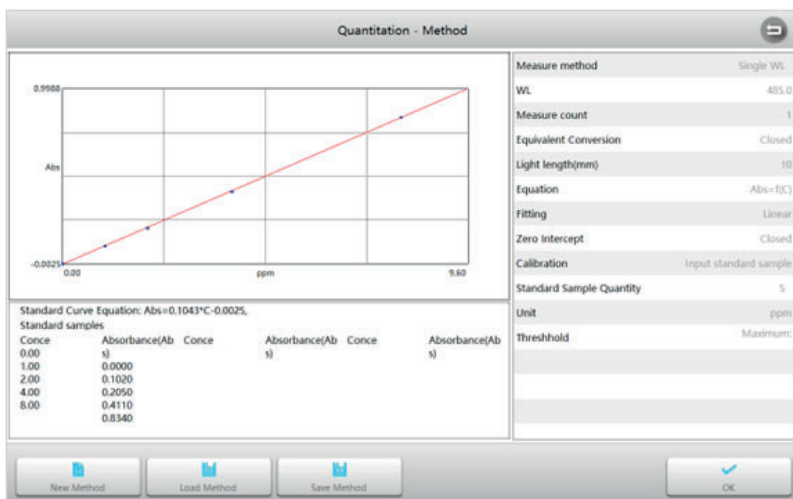 Quantitation - Method
0.9988
Abs
-0.0025
0.00
ppm
9.60
Standard Curve Equation: Abs=0.1043*C-0.0025,
Standard samples
Conce Absorbance(Ab Conce Absorbance(Ab Conce Absorbance(Ab
0.00 s) s) s)
1.00 0.0000
2.00 0.1020
4.00 0.2050
8.00 0.4110
0.8340
Measure method Single WL
WL 485.0
Measure count 1
Equivalent Conversion Closed
Light length(mm) 10
Equation Abs=f(C)
Fitting Linear
Zero Intercept Closed
Calibration Input standard sample
Standard Sample Quantity 5
Unit ppm
Threshhold Maximum:
New Method Load Method Save Method OK